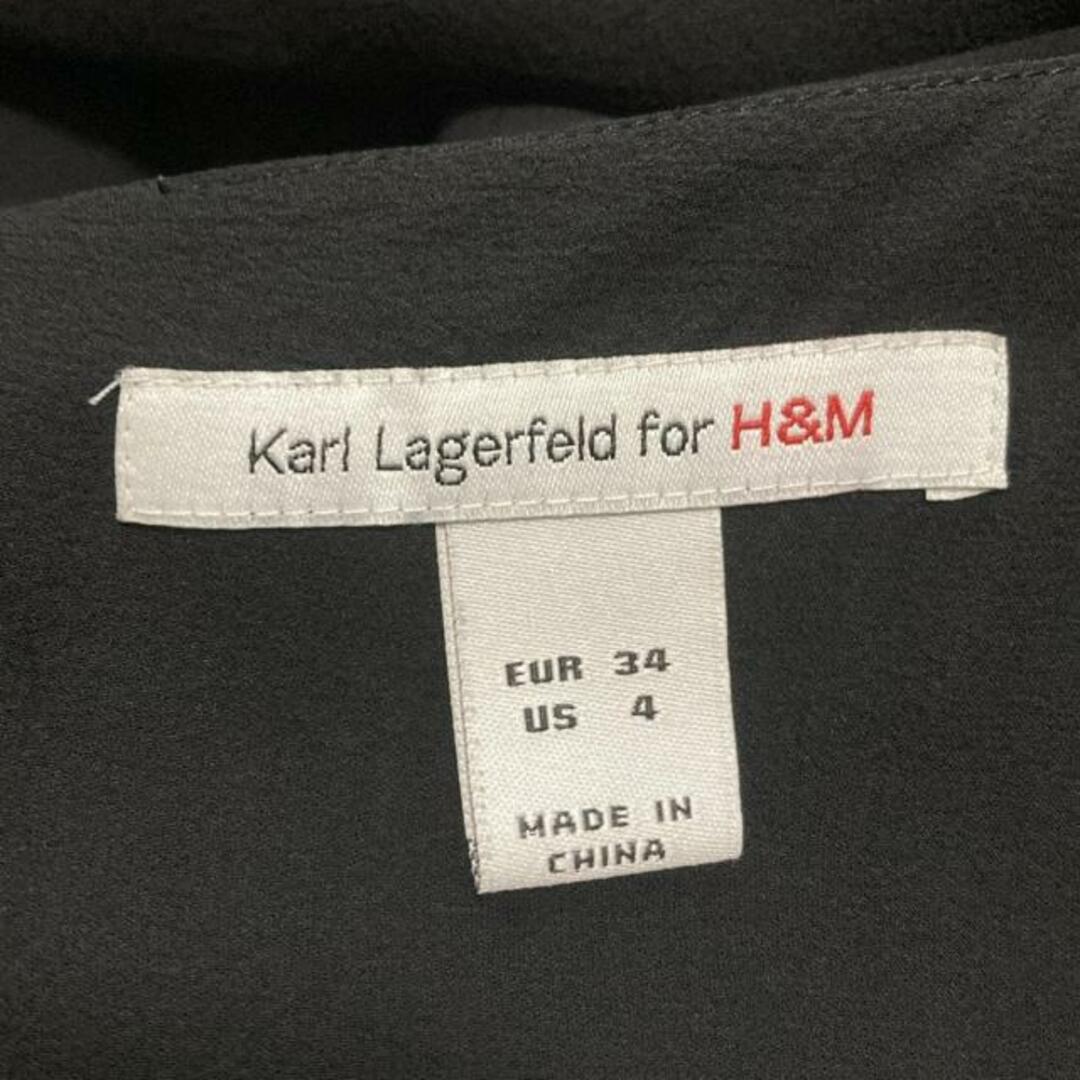 Karl Lagerfeld for H&M
EUR 34
US 4
MADE IN
CHINA